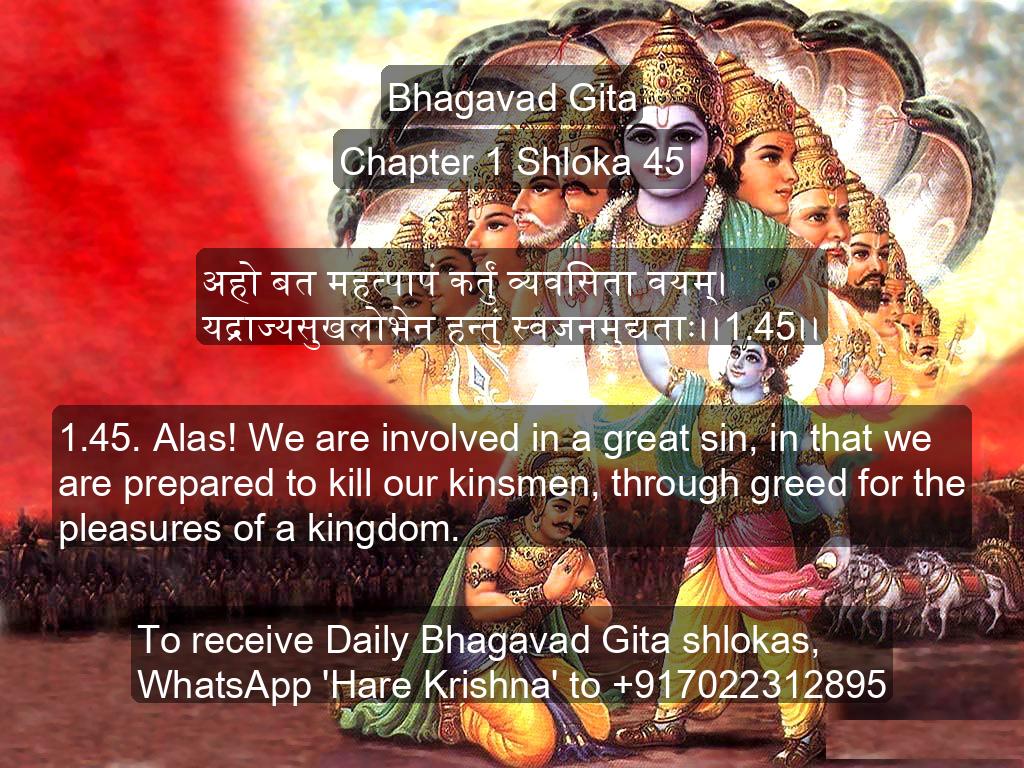 Bhagavad Gita
Chapter 1 Shloka 45
अहो बत महत्पापं कर्तुं व्यवसिता वयम्।
यद्राज्यसुखलोभेन हन्तुं स्वजनमुद्यताः।।1.45।।
1.45. Alas! We are involved in a great sin, in that we
are prepared to kill our kinsmen, through greed for the
pleasures of a kingdom.
To receive Daily Bhagavad Gita shlokas,
WhatsApp 'Hare Krishna' to +917022312895